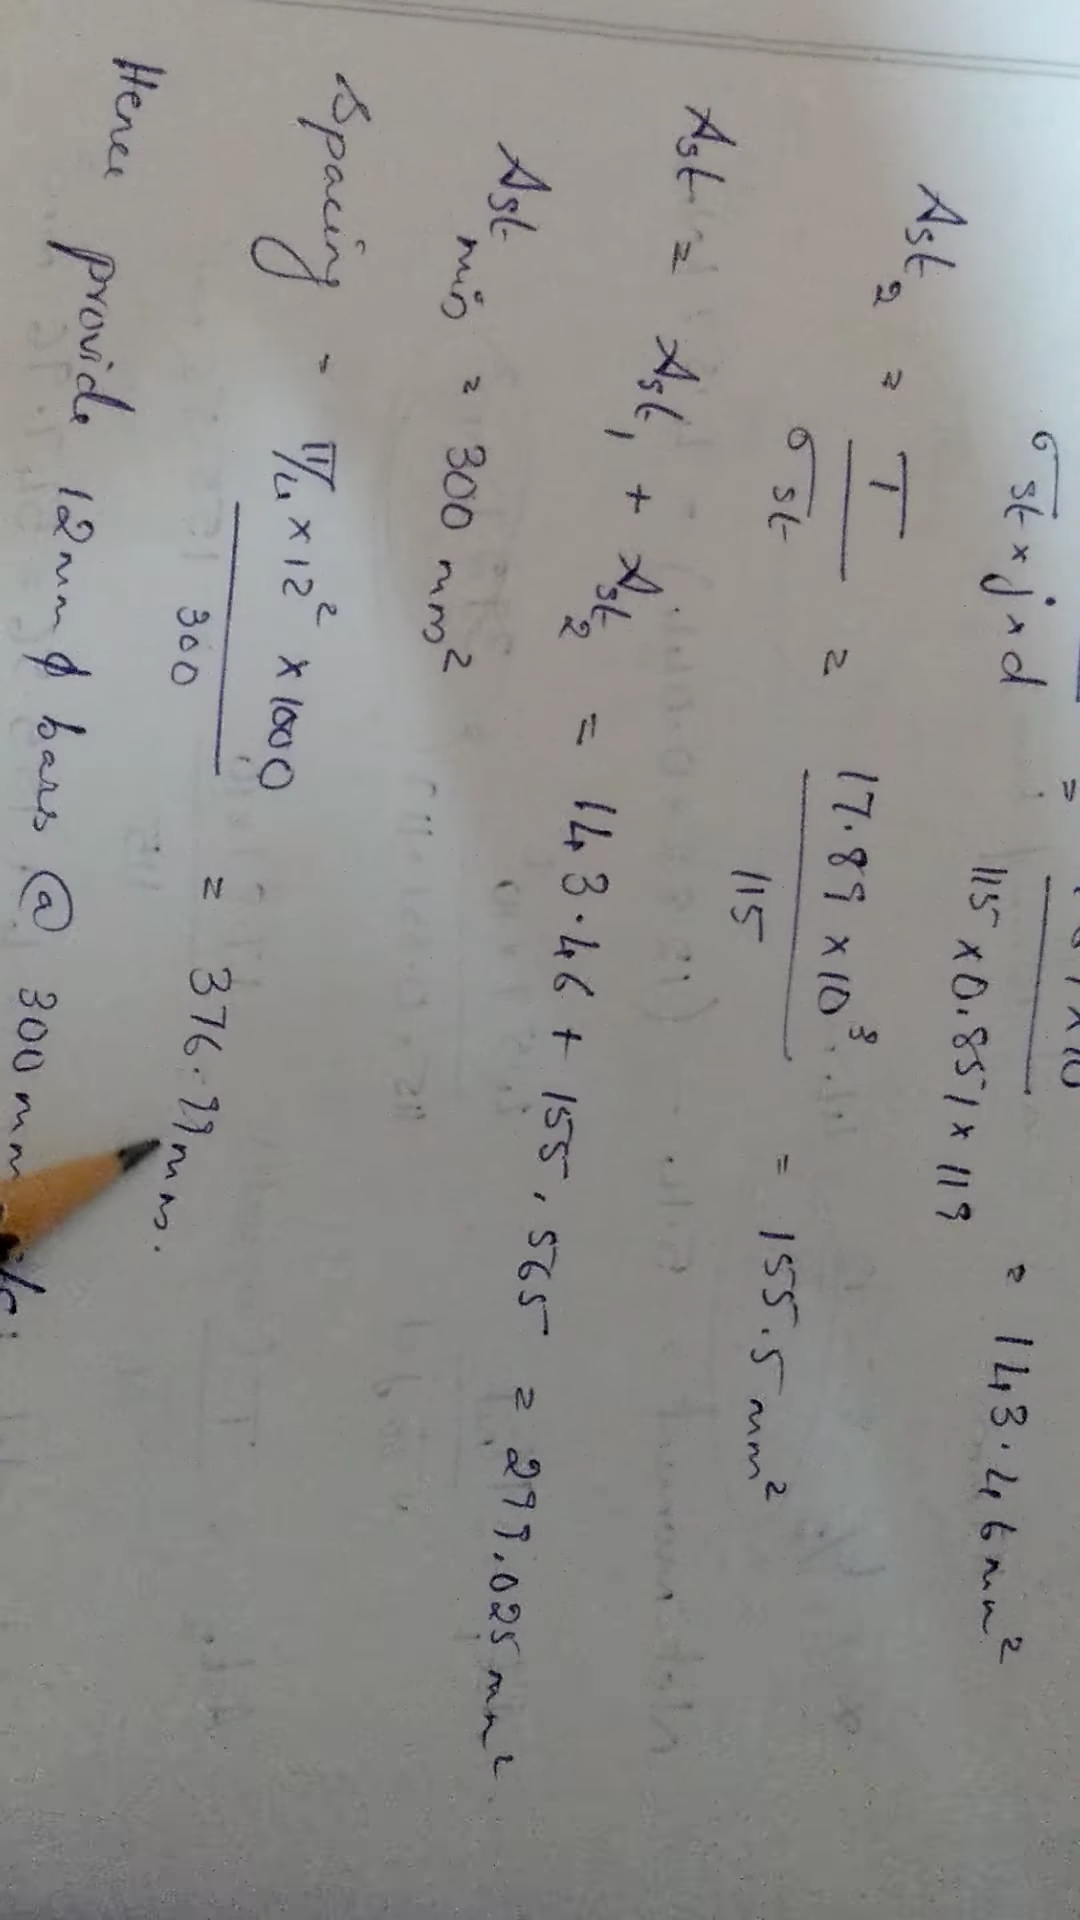 σst × j × d = 115 × 0.851 × 119 = 143.46 mm²
Ast₂ = T / σst = 17.89 × 10³ / 115 = 155.5 mm²
Ast = Ast₁ + Ast₂ = 143.46 + 155.565 = 299.025 mm²
Ast min = 300 mm²
Spacing = π/4 × 12² × 1000 / 300 = 376.99 mm.
Hence provide 12 mm ϕ bars @ 300 mm c/c.